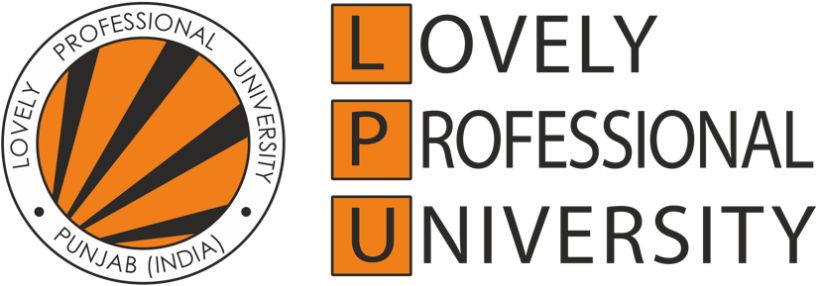 LOVELY PROFESSIONAL UNIVERSITY
• PUNJAB (INDIA) •
LOVELY
PROFESSIONAL
UNIVERSITY